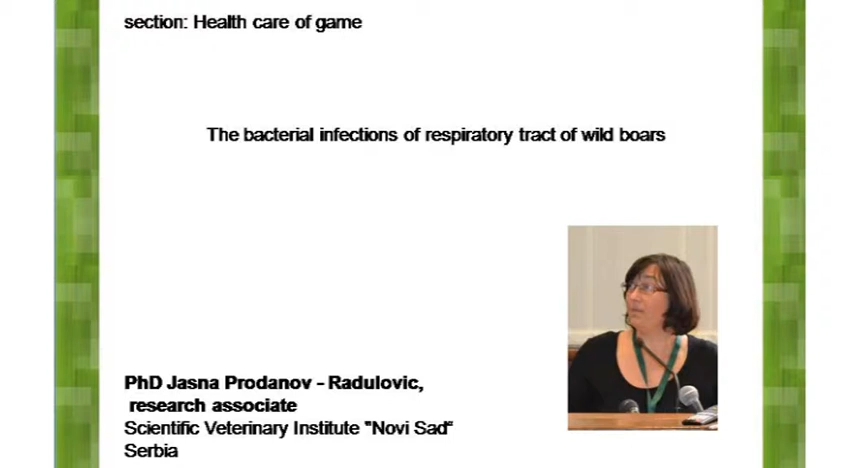 section: Health care of game
The bacterial infections of respiratory tract of wild boars
PhD Jasna Prodanov - Radulovic,
research associate
Scientific Veterinary Institute "Novi Sad"
Serbia